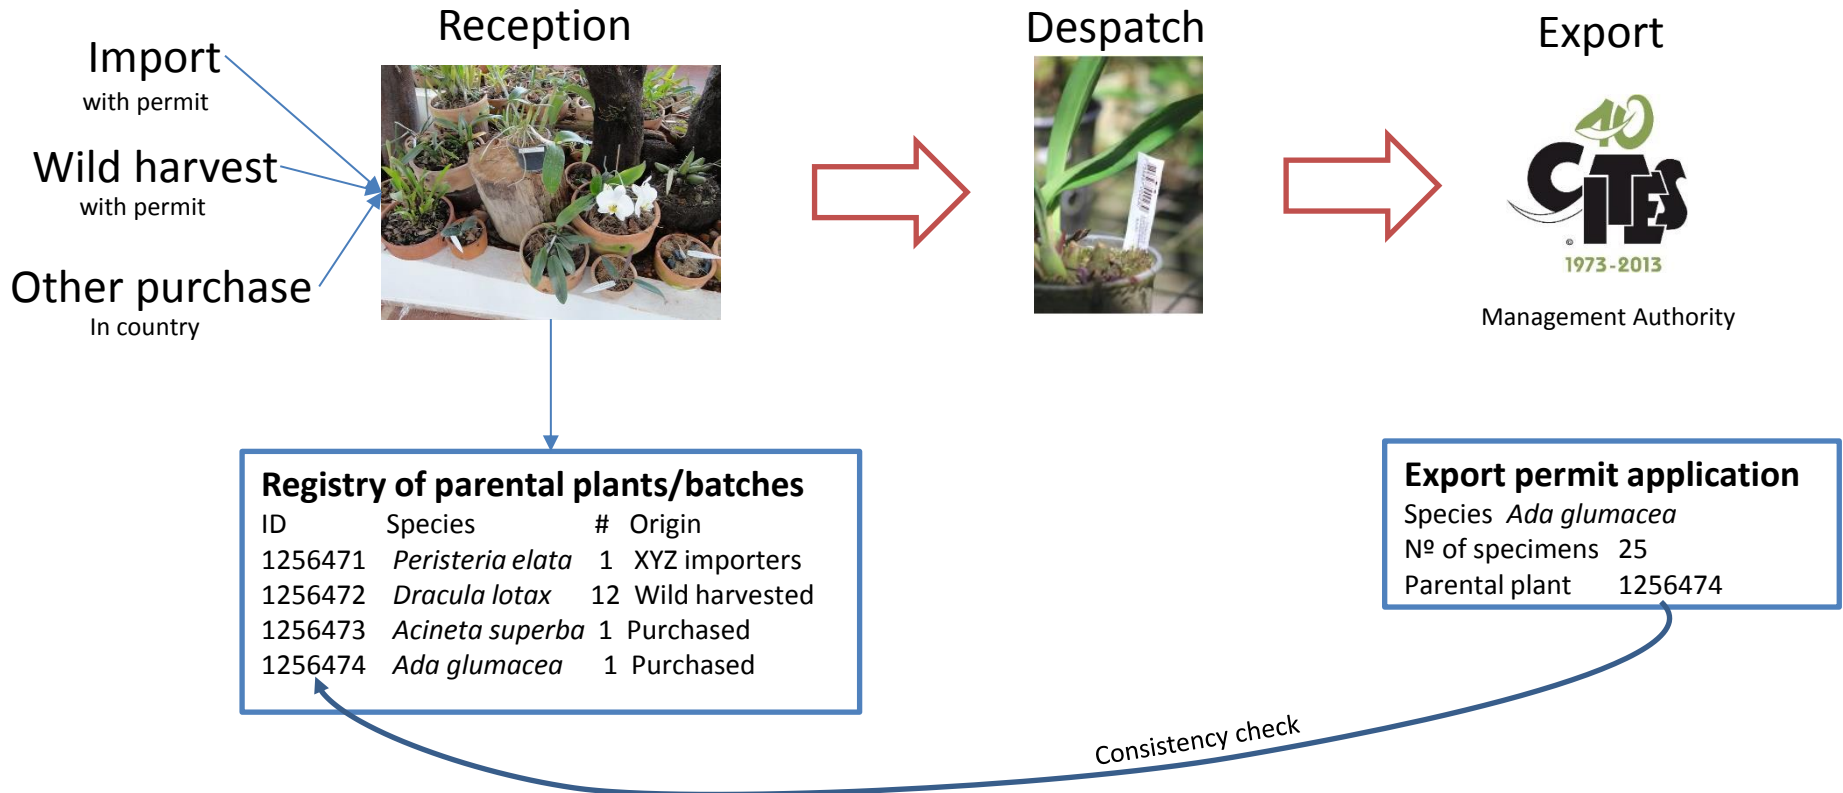 Reception
Despatch
Export
Import
with permit
Wild harvest
with permit
Other purchase
In country
40
CITES
©
1973-2013
Management Authority
Registry of parental plants/batches
ID Species # Origin
1256471 Peristeria elata 1 XYZ importers
1256472 Dracula lotax 12 Wild harvested
1256473 Acineta superba 1 Purchased
1256474 Ada glumacea 1 Purchased
Export permit application
Species Ada glumacea
Nº of specimens 25
Parental plant 1256474
Consistency check